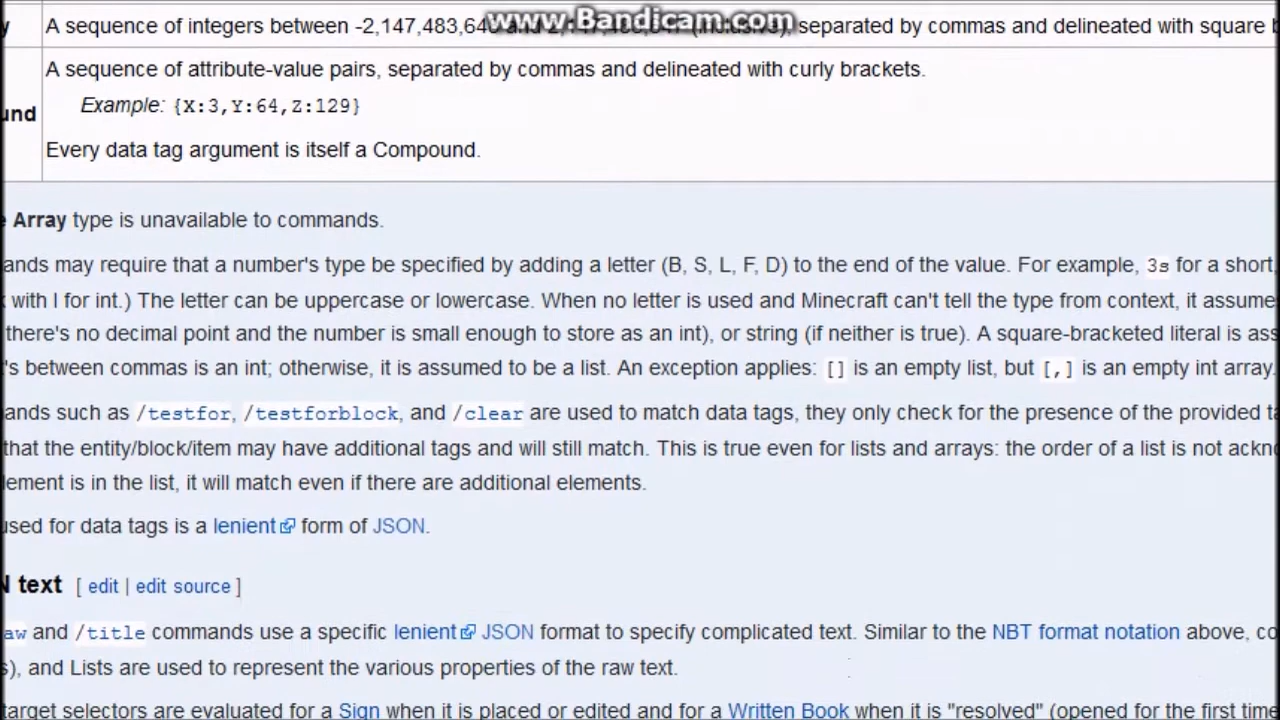 www.Bandicam.com
y A sequence of integers between -2,147,483,648 and 2,147,483,647 (inclusive), separated by commas and delineated with square b
A sequence of attribute-value pairs, separated by commas and delineated with curly brackets.
Example: {X:3,Y:64,Z:129}
und
Every data tag argument is itself a Compound.
e Array type is unavailable to commands.
ands may require that a number's type be specified by adding a letter (B, S, L, F, D) to the end of the value. For example, 3s for a short,
with I for int.) The letter can be uppercase or lowercase. When no letter is used and Minecraft can't tell the type from context, it assume
there's no decimal point and the number is small enough to store as an int), or string (if neither is true). A square-bracketed literal is ass
's between commas is an int; otherwise, it is assumed to be a list. An exception applies: [] is an empty list, but [,] is an empty int array.
ands such as /testfor, /testforblock, and /clear are used to match data tags, they only check for the presence of the provided ta
that the entity/block/item may have additional tags and will still match. This is true even for lists and arrays: the order of a list is not ackno
lement is in the list, it will match even if there are additional elements.
used for data tags is a lenient form of JSON.
N text [ edit | edit source ]
aw and /title commands use a specific lenient JSON format to specify complicated text. Similar to the NBT format notation above, co
s), and Lists are used to represent the various properties of the raw text.
target selectors are evaluated for a Sign when it is placed or edited and for a Written Book when it is "resolved" (opened for the first time